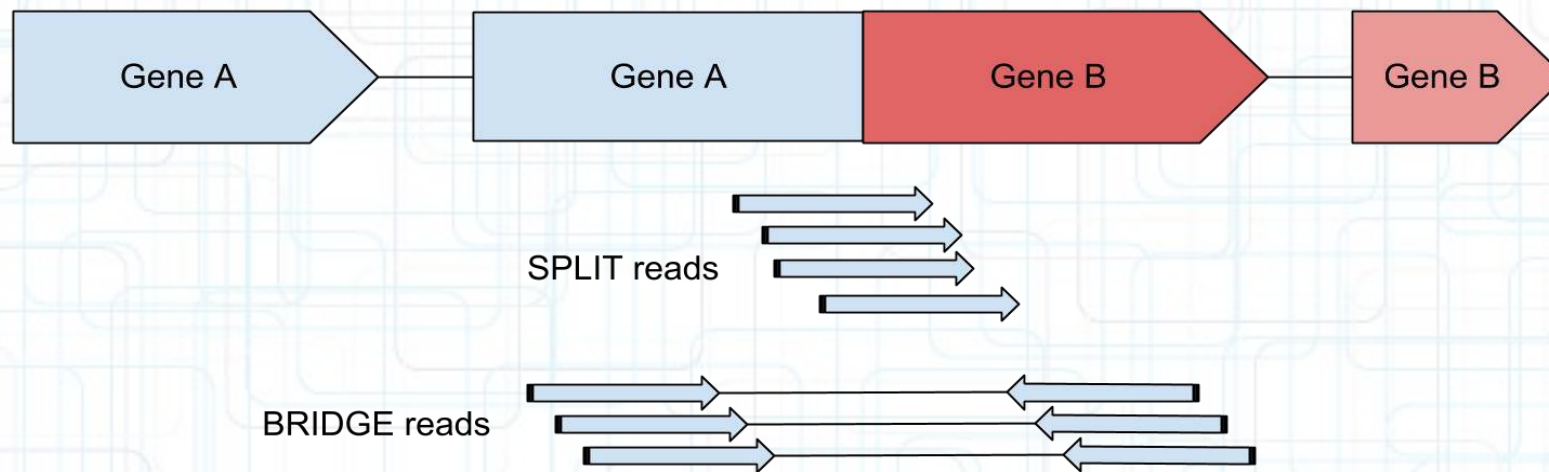 Gene A
Gene A
Gene B
Gene B
SPLIT reads
BRIDGE reads